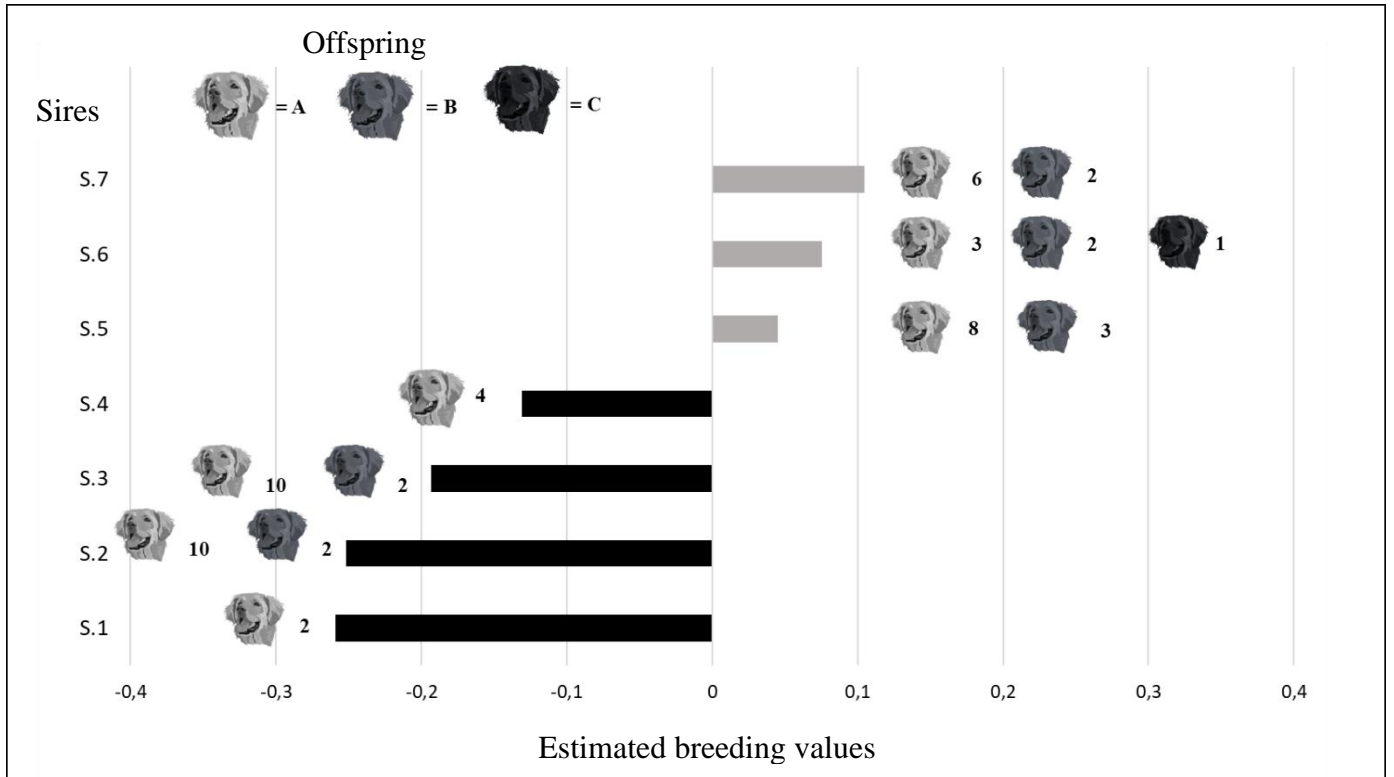 Offspring
= A = B = C
Sires
S.7 6 2
S.6 3 2 1
S.5 8 3
S.4 4
S.3 10 2
S.2 10 2
S.1 2
-0,4 -0,3 -0,2 -0,1 0 0,1 0,2 0,3 0,4
Estimated breeding values